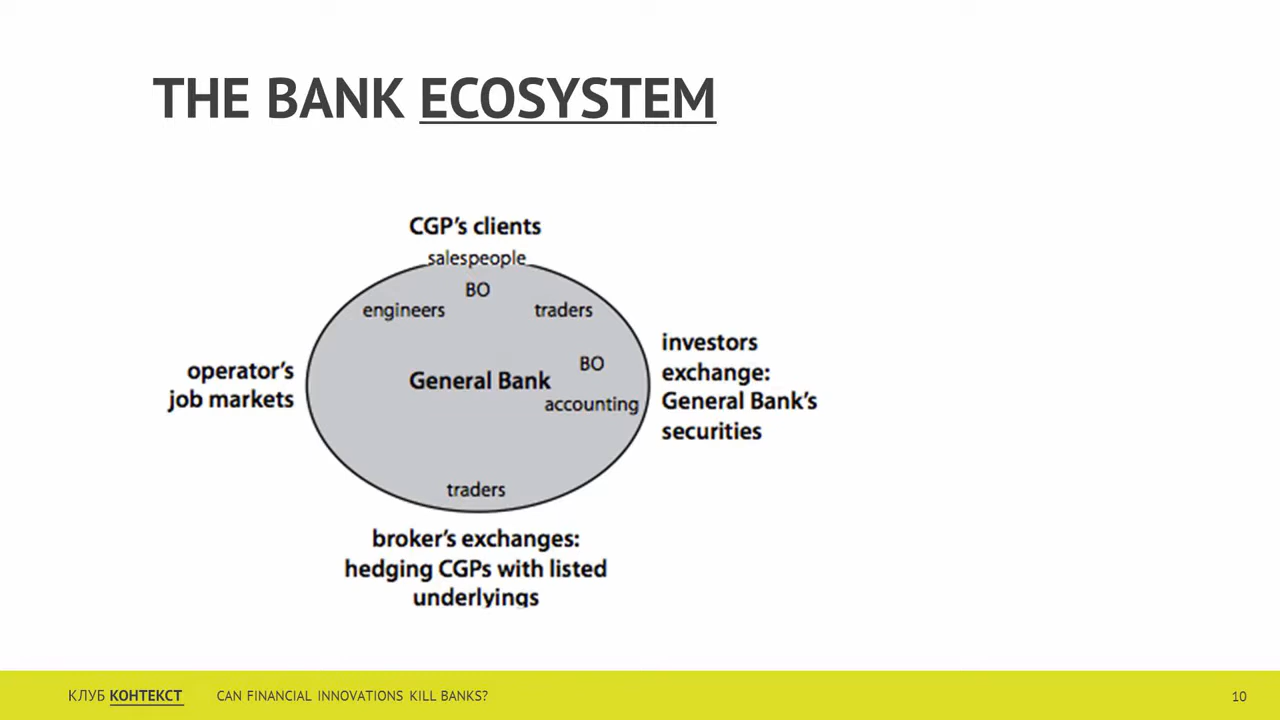 THE BANK ECOSYSTEM
CGP's clients
salespeople
BO
engineers
traders
operator's
job markets
General Bank
BO
accounting
investors
exchange:
General Bank's
securities
traders
broker's exchanges:
hedging CGPs with listed
underlyings
КЛУБ КОНТЕКСТ CAN FINANCIAL INNOVATIONS KILL BANKS? 10